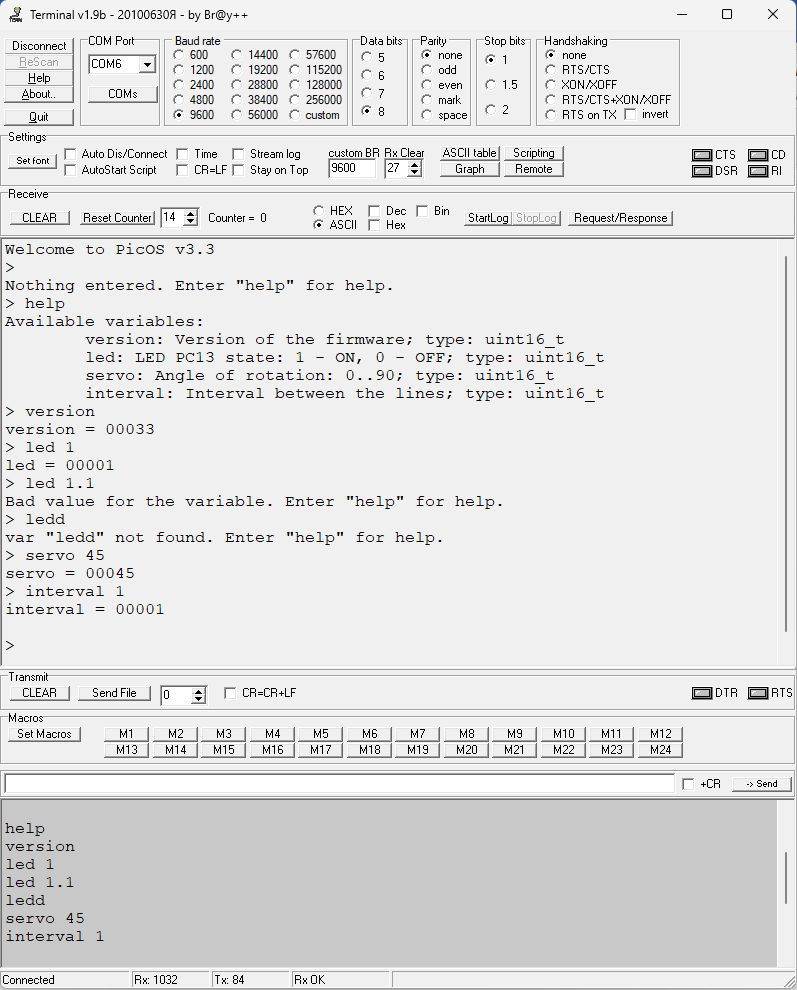 Terminal v1.9b - 20100630Я - by Br@y++
Disconnect
ReScan
Help
About..
Quit
COM Port
COM6
COMs
Baud rate
600 14400 57600
1200 19200 115200
2400 28800 128000
4800 38400 256000
9600 56000 custom
Data bits
5
6
7
8
Parity
none
odd
even
mark
space
Stop bits
1
1.5
2
Handshaking
none
RTS/CTS
XON/XOFF
RTS/CTS+XON/XOFF
RTS on TX invert
Settings
Set font
Auto Dis/Connect Time Stream log
AutoStart Script CR=LF Stay on Top
custom BR Rx Clear
9600 27
ASCII table Scripting
Graph Remote
CTS CD
DSR RI
Receive
CLEAR Reset Counter 14 Counter = 0
HEX Dec Bin
ASCII Hex
StartLog StopLog Request/Response
Welcome to PicOS v3.3
>
Nothing entered. Enter "help" for help.
> help
Available variables:
version: Version of the firmware; type: uint16_t
led: LED PC13 state: 1 - ON, 0 - OFF; type: uint16_t
servo: Angle of rotation: 0..90; type: uint16_t
interval: Interval between the lines; type: uint16_t
> version
version = 00033
> led 1
led = 00001
> led 1.1
Bad value for the variable. Enter "help" for help.
> ledd
var "ledd" not found. Enter "help" for help.
> servo 45
servo = 00045
> interval 1
interval = 00001
>
Transmit
CLEAR Send File 0 CR=CR+LF
DTR RTS
Macros
Set Macros
M1 M2 M3 M4 M5 M6 M7 M8 M9 M10 M11 M12
M13 M14 M15 M16 M17 M18 M19 M20 M21 M22 M23 M24
+CR -> Send
help
version
led 1
led 1.1
ledd
servo 45
interval 1
Connected Rx: 1032 Tx: 84 Rx OK